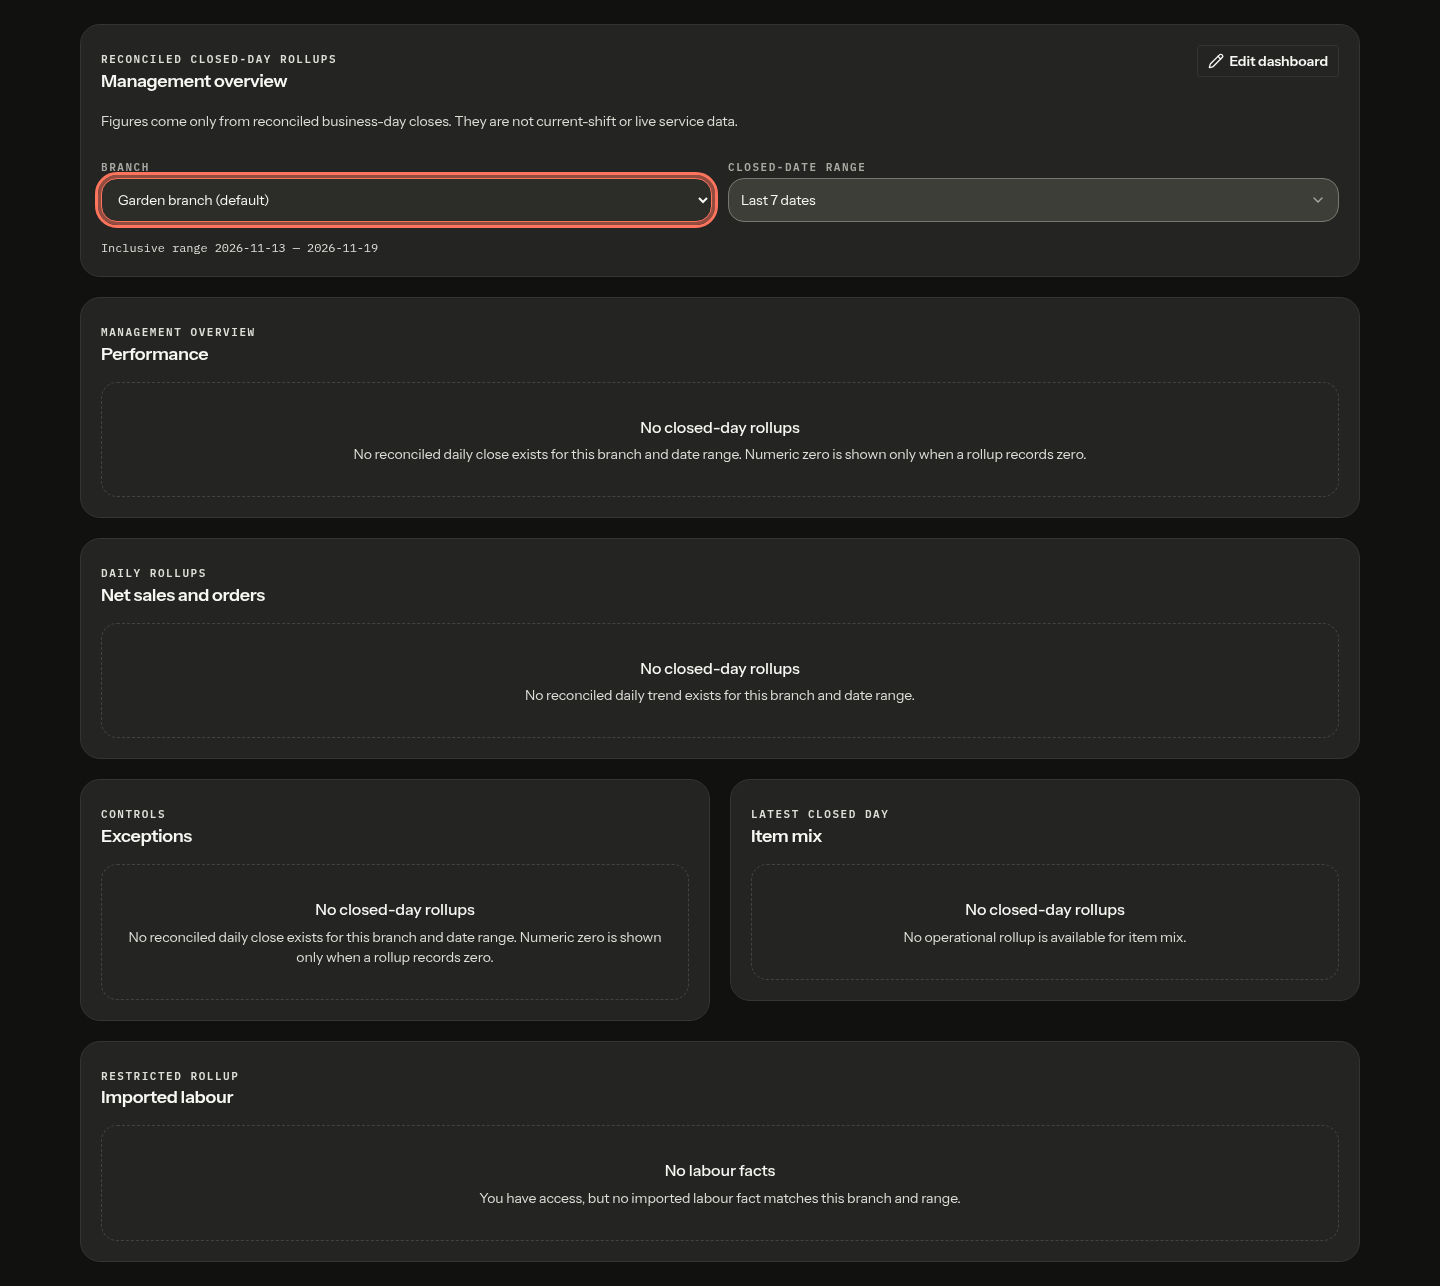 RECONCILED CLOSED-DAY ROLLUPS
Management overview
Edit dashboard
Figures come only from reconciled business-day closes. They are not current-shift or live service data.
BRANCH
Garden branch (default)
CLOSED-DATE RANGE
Last 7 dates
Inclusive range 2026-11-13 — 2026-11-19
MANAGEMENT OVERVIEW
Performance
No closed-day rollups
No reconciled daily close exists for this branch and date range. Numeric zero is shown only when a rollup records zero.
DAILY ROLLUPS
Net sales and orders
No closed-day rollups
No reconciled daily trend exists for this branch and date range.
CONTROLS
Exceptions
No closed-day rollups
No reconciled daily close exists for this branch and date range. Numeric zero is shown
only when a rollup records zero.
LATEST CLOSED DAY
Item mix
No closed-day rollups
No operational rollup is available for item mix.
RESTRICTED ROLLUP
Imported labour
No labour facts
You have access, but no imported labour fact matches this branch and range.